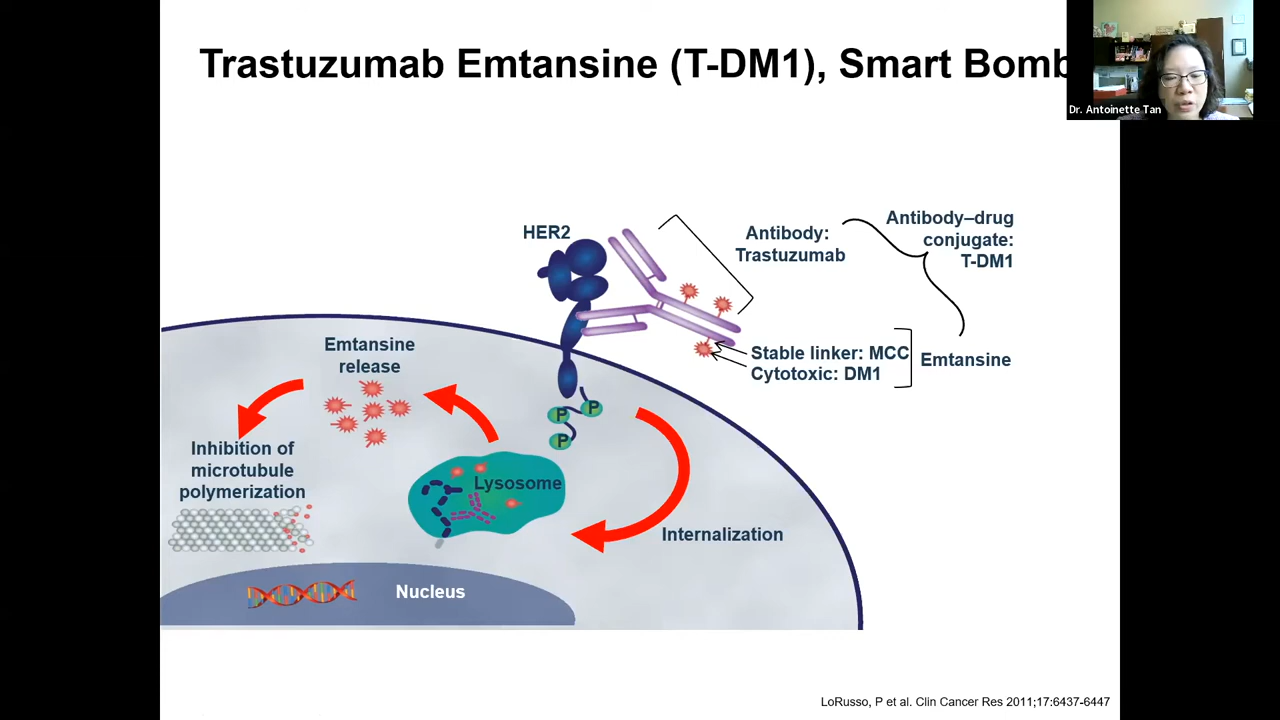 Trastuzumab Emtansine (T-DM1), Smart Bomb
Dr. Antoinette Tan
HER2
Antibody:
Trastuzumab
Antibody–drug
conjugate:
T-DM1
Stable linker: MCC
Cytotoxic: DM1
Emtansine
Emtansine
release
P
P
P
Inhibition of
microtubule
polymerization
Lysosome
Internalization
Nucleus
LoRusso, P et al. Clin Cancer Res 2011;17:6437-6447